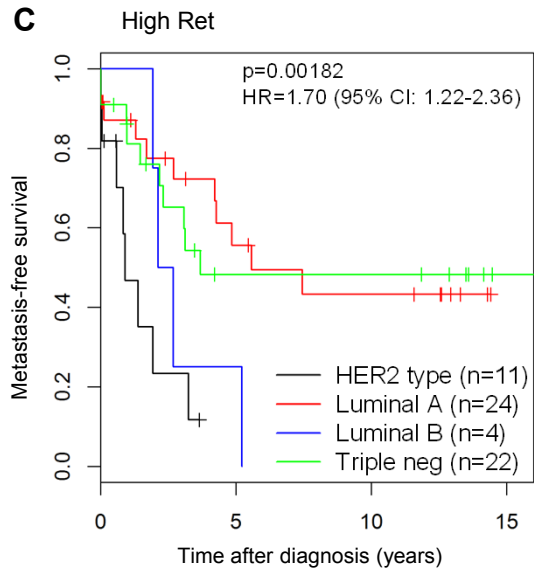 C
High Ret
p=0.00182
HR=1.70 (95% CI: 1.22-2.36)
Metastasis-free survival
1.0
0.8
0.6
0.4
0.2
0.0
HER2 type (n=11)
Luminal A (n=24)
Luminal B (n=4)
Triple neg (n=22)
0 5 10 15
Time after diagnosis (years)